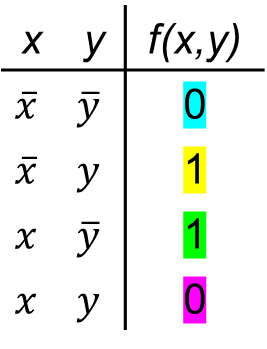 x y f(x,y)
x̄ ȳ 0
x̄ y 1
x ȳ 1
x y 0